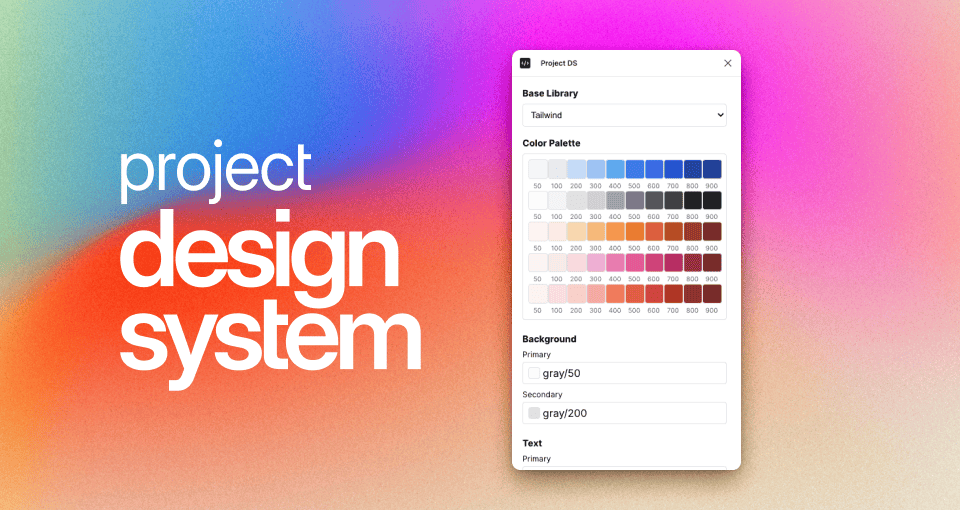 project
design
system
Project DS
Base Library
Tailwind
Color Palette
50 100 200 300 400 500 600 700 800 900
50 100 200 300 400 500 600 700 800 900
50 100 200 300 400 500 600 700 800 900
50 100 200 300 400 500 600 700 800 900
50 100 200 300 400 500 600 700 800 900
Background
Primary
gray/50
Secondary
gray/200
Text
Primary